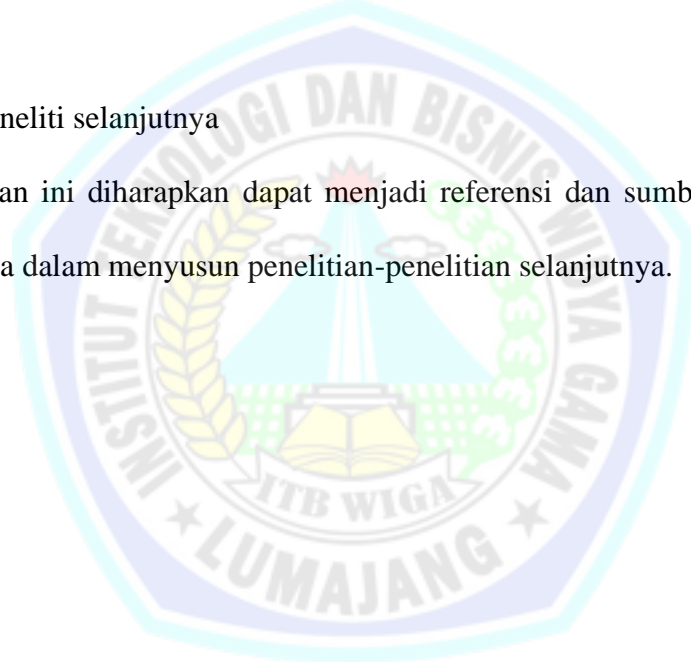 neliti selanjutnya
an ini diharapkan dapat menjadi referensi dan sumb
a dalam menyusun penelitian-penelitian selanjutnya.
INSTITUT TEKNOLOGI DAN BISNIS WIDYA GAMA
ITB WIGA
LUMAJANG